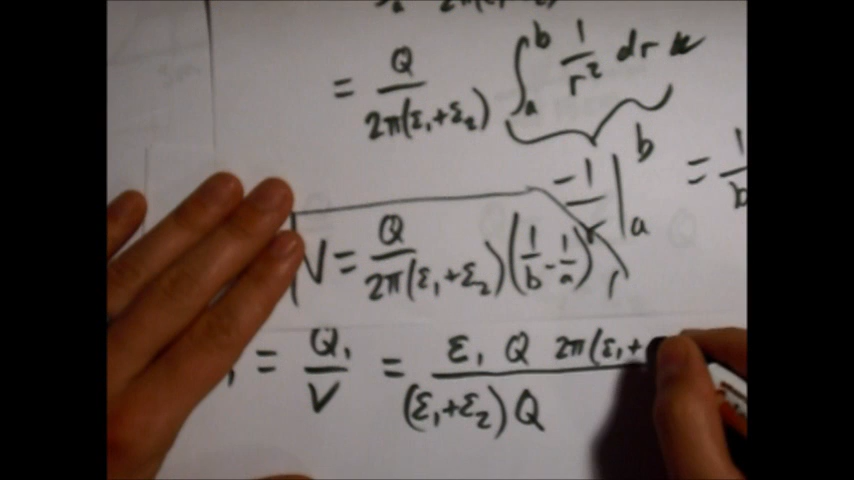 = Q / 2π(ε₁+ε₂) ∫ₐᵇ 1/r² dr
-1/r |ₐᵇ = 1/b
V = Q / 2π(ε₁+ε₂) (1/b - 1/a)
₁ = Q₁/V = ε₁ Q 2π(ε₁+ / (ε₁+ε₂)Q